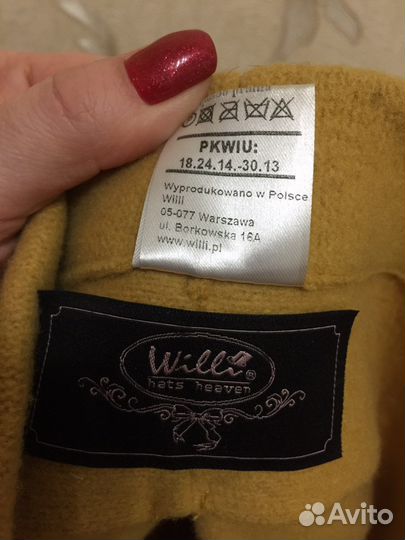 PKWIU:
18.24.14.-30.13
Wyprodukowano w Polsce
Willi
05-077 Warszawa
ul. Borkowska 16A
www.willi.pl
Willi®
hats heaven
Avito